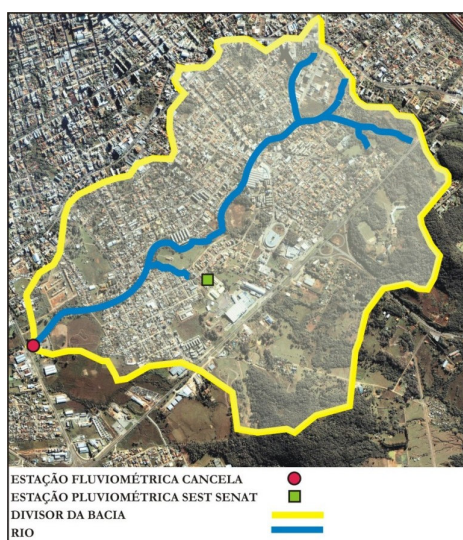 ESTAÇÃO FLUVIOMÉTRICA CANCELA
ESTAÇÃO PLUVIOMÉTRICA SEST SENAT
DIVISOR DA BACIA
RIO